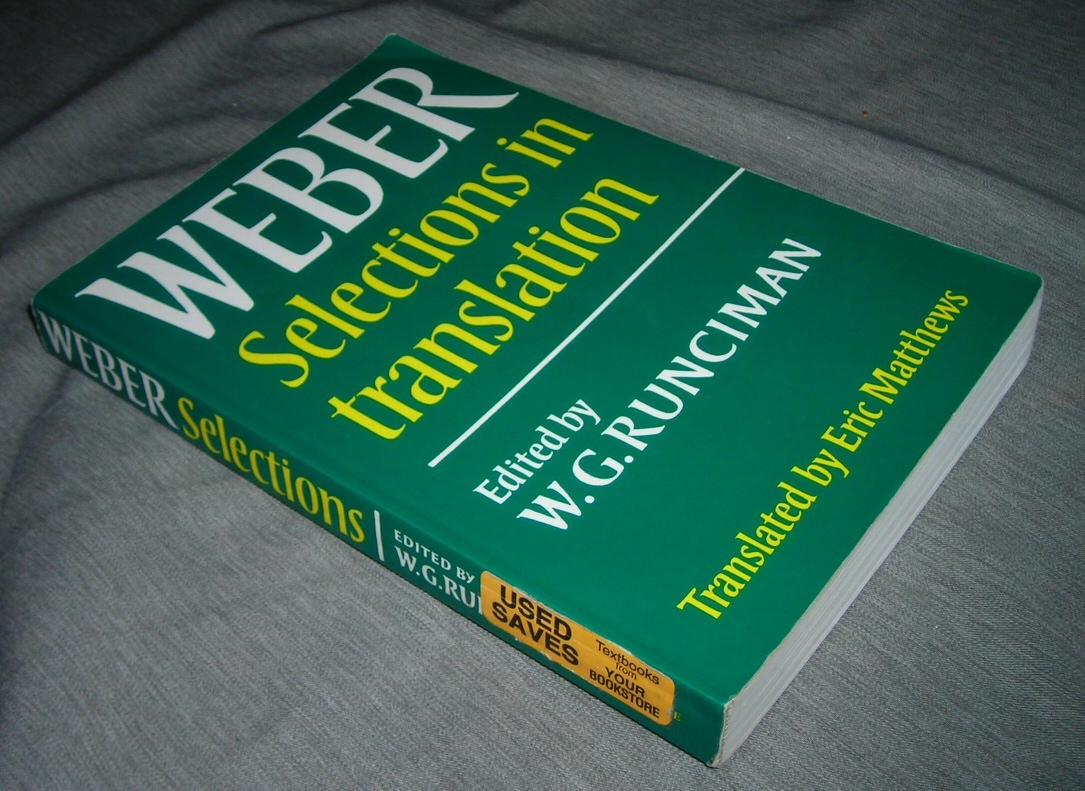 WEBER
Selections in
translation
Edited by
W.G.RUNCIMAN
Translated by Eric Matthews
WEBER Selections
EDITED BY
W.G.RU
USED
SAVES
Textbooks
from
YOUR
BOOKSTORE
E